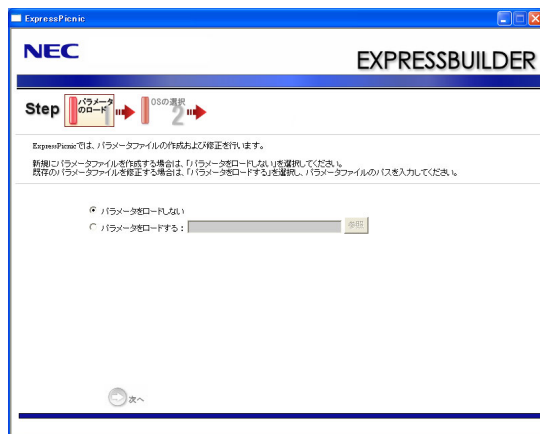 ExpressPicnic
NEC
EXPRESSBUILDER
Step パラメータのロード 1 OSの選択 2
ExpressPicnicでは、パラメータファイルの作成および修正を行います。
新規にパラメータファイルを作成する場合は、「パラメータをロードしない」を選択してください。
既存のパラメータファイルを修正する場合は、「パラメータをロードする」を選択し、パラメータファイルのパスを入力してください。
パラメータをロードしない
パラメータをロードする： 参照
次へ